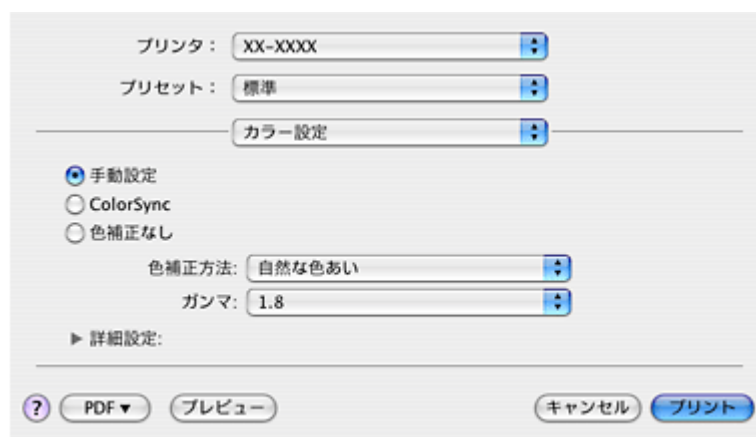 プリンタ： XX-XXXX
プリセット： 標準
カラー設定
手動設定
ColorSync
色補正なし
色補正方法: 自然な色あい
ガンマ: 1.8
▶ 詳細設定:
? PDF▼ プレビュー キャンセル プリント